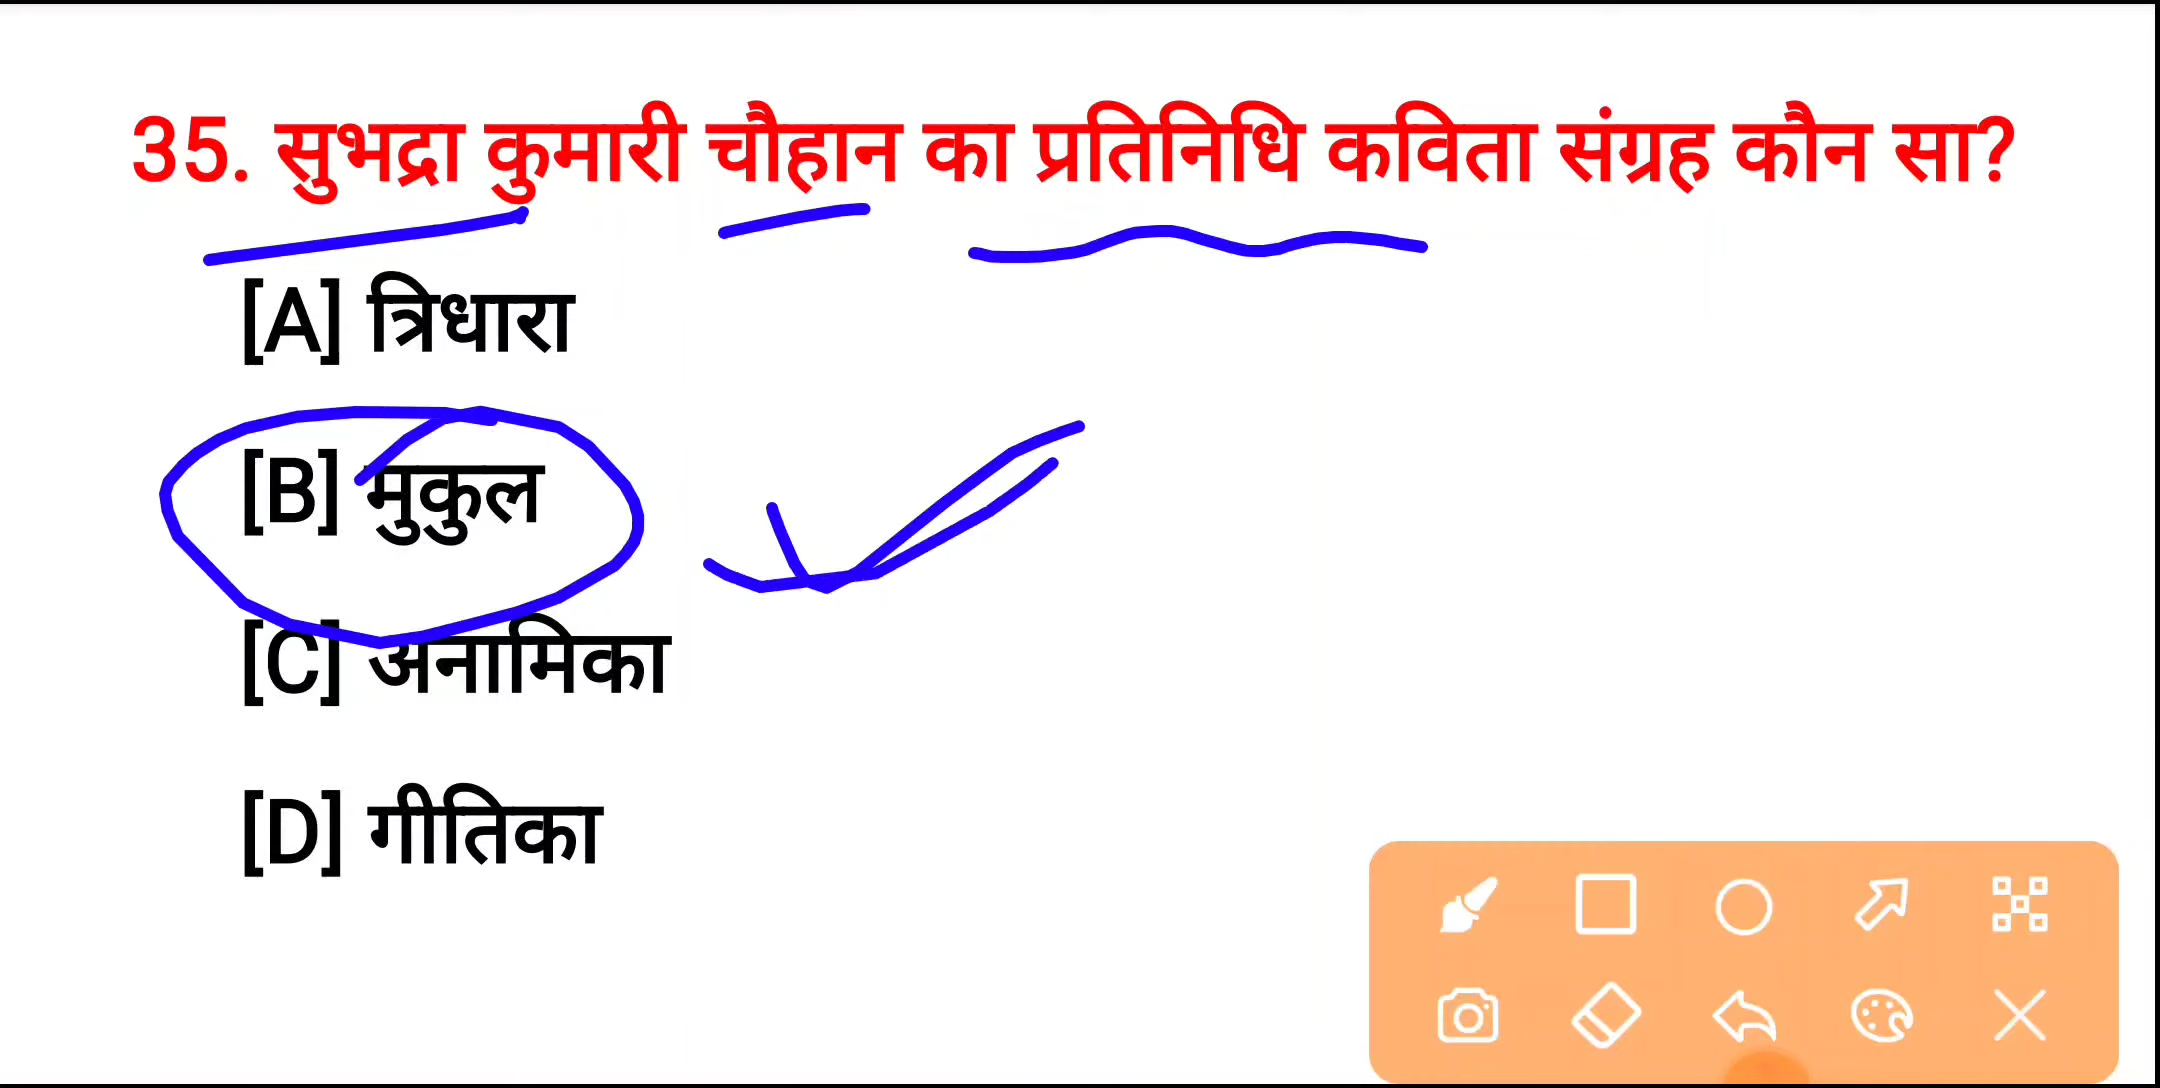 35. सुभद्रा कुमारी चौहान का प्रतिनिधि कविता संग्रह कौन सा?
[A] त्रिधारा
[B] मुकुल
[C] अनामिका
[D] गीतिका